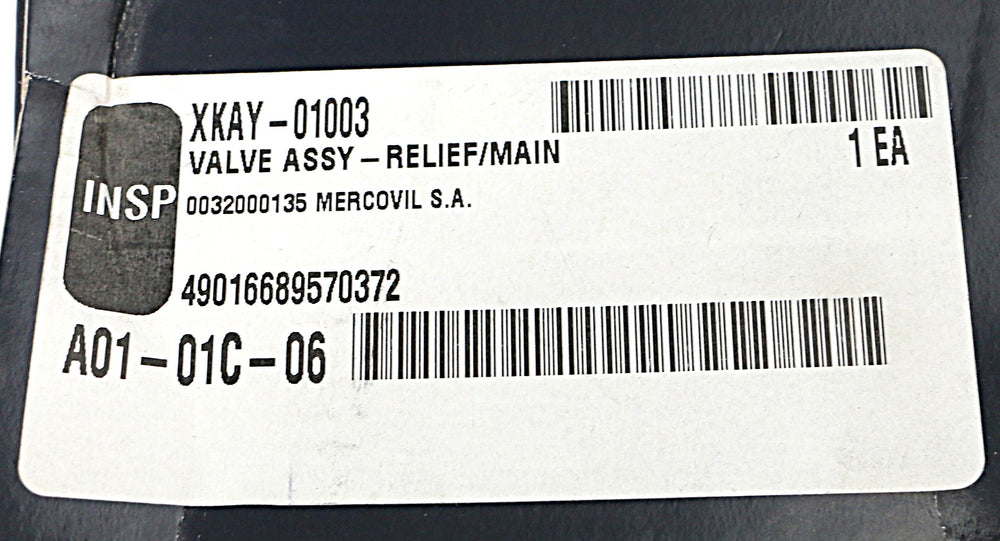 XKAY-01003
1 EA
VALVE ASSY-RELIEF/MAIN
INSP
0032000135 MERCOVIL S.A.
49016689570372
A01-01C-06